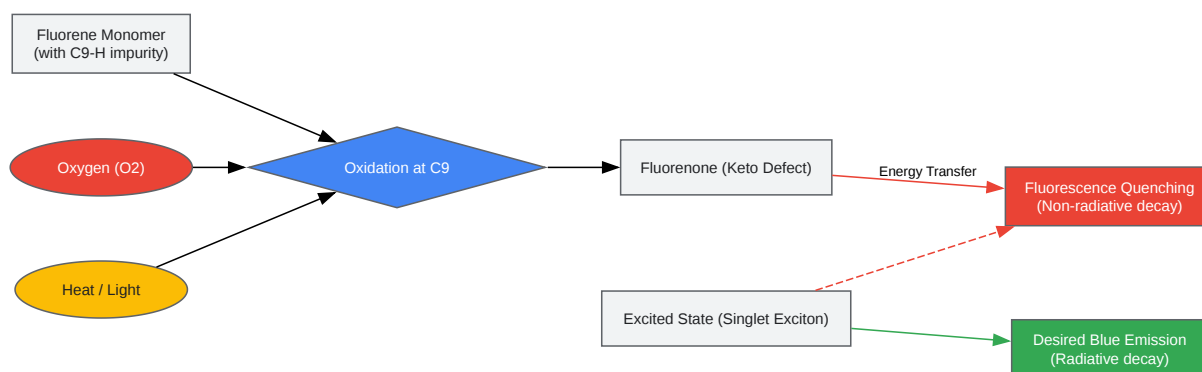 Fluorene Monomer
(with C9-H impurity)
Oxygen (O2)
Heat / Light
Oxidation at C9
Fluorenone (Keto Defect)
Energy Transfer
Fluorescence Quenching
(Non-radiative decay)
Excited State (Singlet Exciton)
Desired Blue Emission
(Radiative decay)